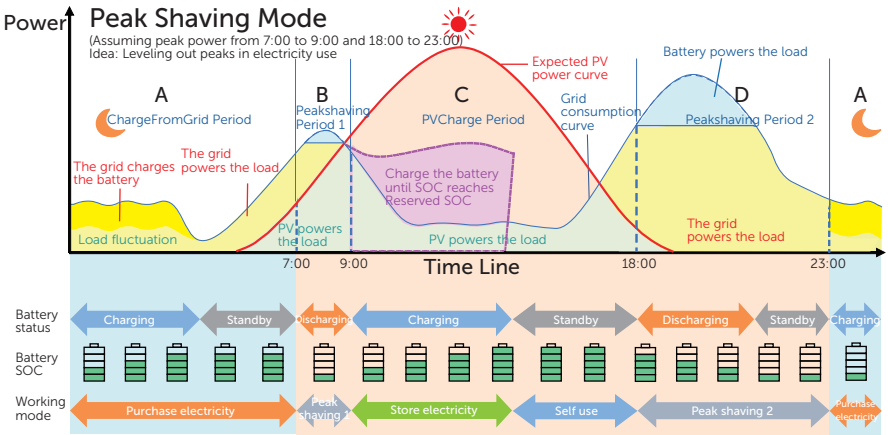 Power
Peak Shaving Mode
(Assuming peak power from 7:00 to 9:00 and 18:00 to 23:00)
Idea: Leveling out peaks in electricity use
Expected PV
power curve
Battery powers the load
A
B
C
D
A
ChargeFromGrid Period
Peakshaving
Period 1
PVCharge Period
Grid
consumption
curve
Peakshaving Period 2
The grid charges
the battery
The grid
powers the load
Charge the battery
until SOC reaches
Reserved SOC
Load fluctuation
PV powers
the load
PV powers the load
The grid
powers the load
7:00
9:00
Time Line
18:00
23:00
Battery
status
Charging
Standby
Discharging
Charging
Standby
Discharging
Standby
Charging
Battery
SOC
Working
mode
Purchase electricity
Peak
shaving 1
Store electricity
Self use
Peak shaving 2
Purchase
electricity